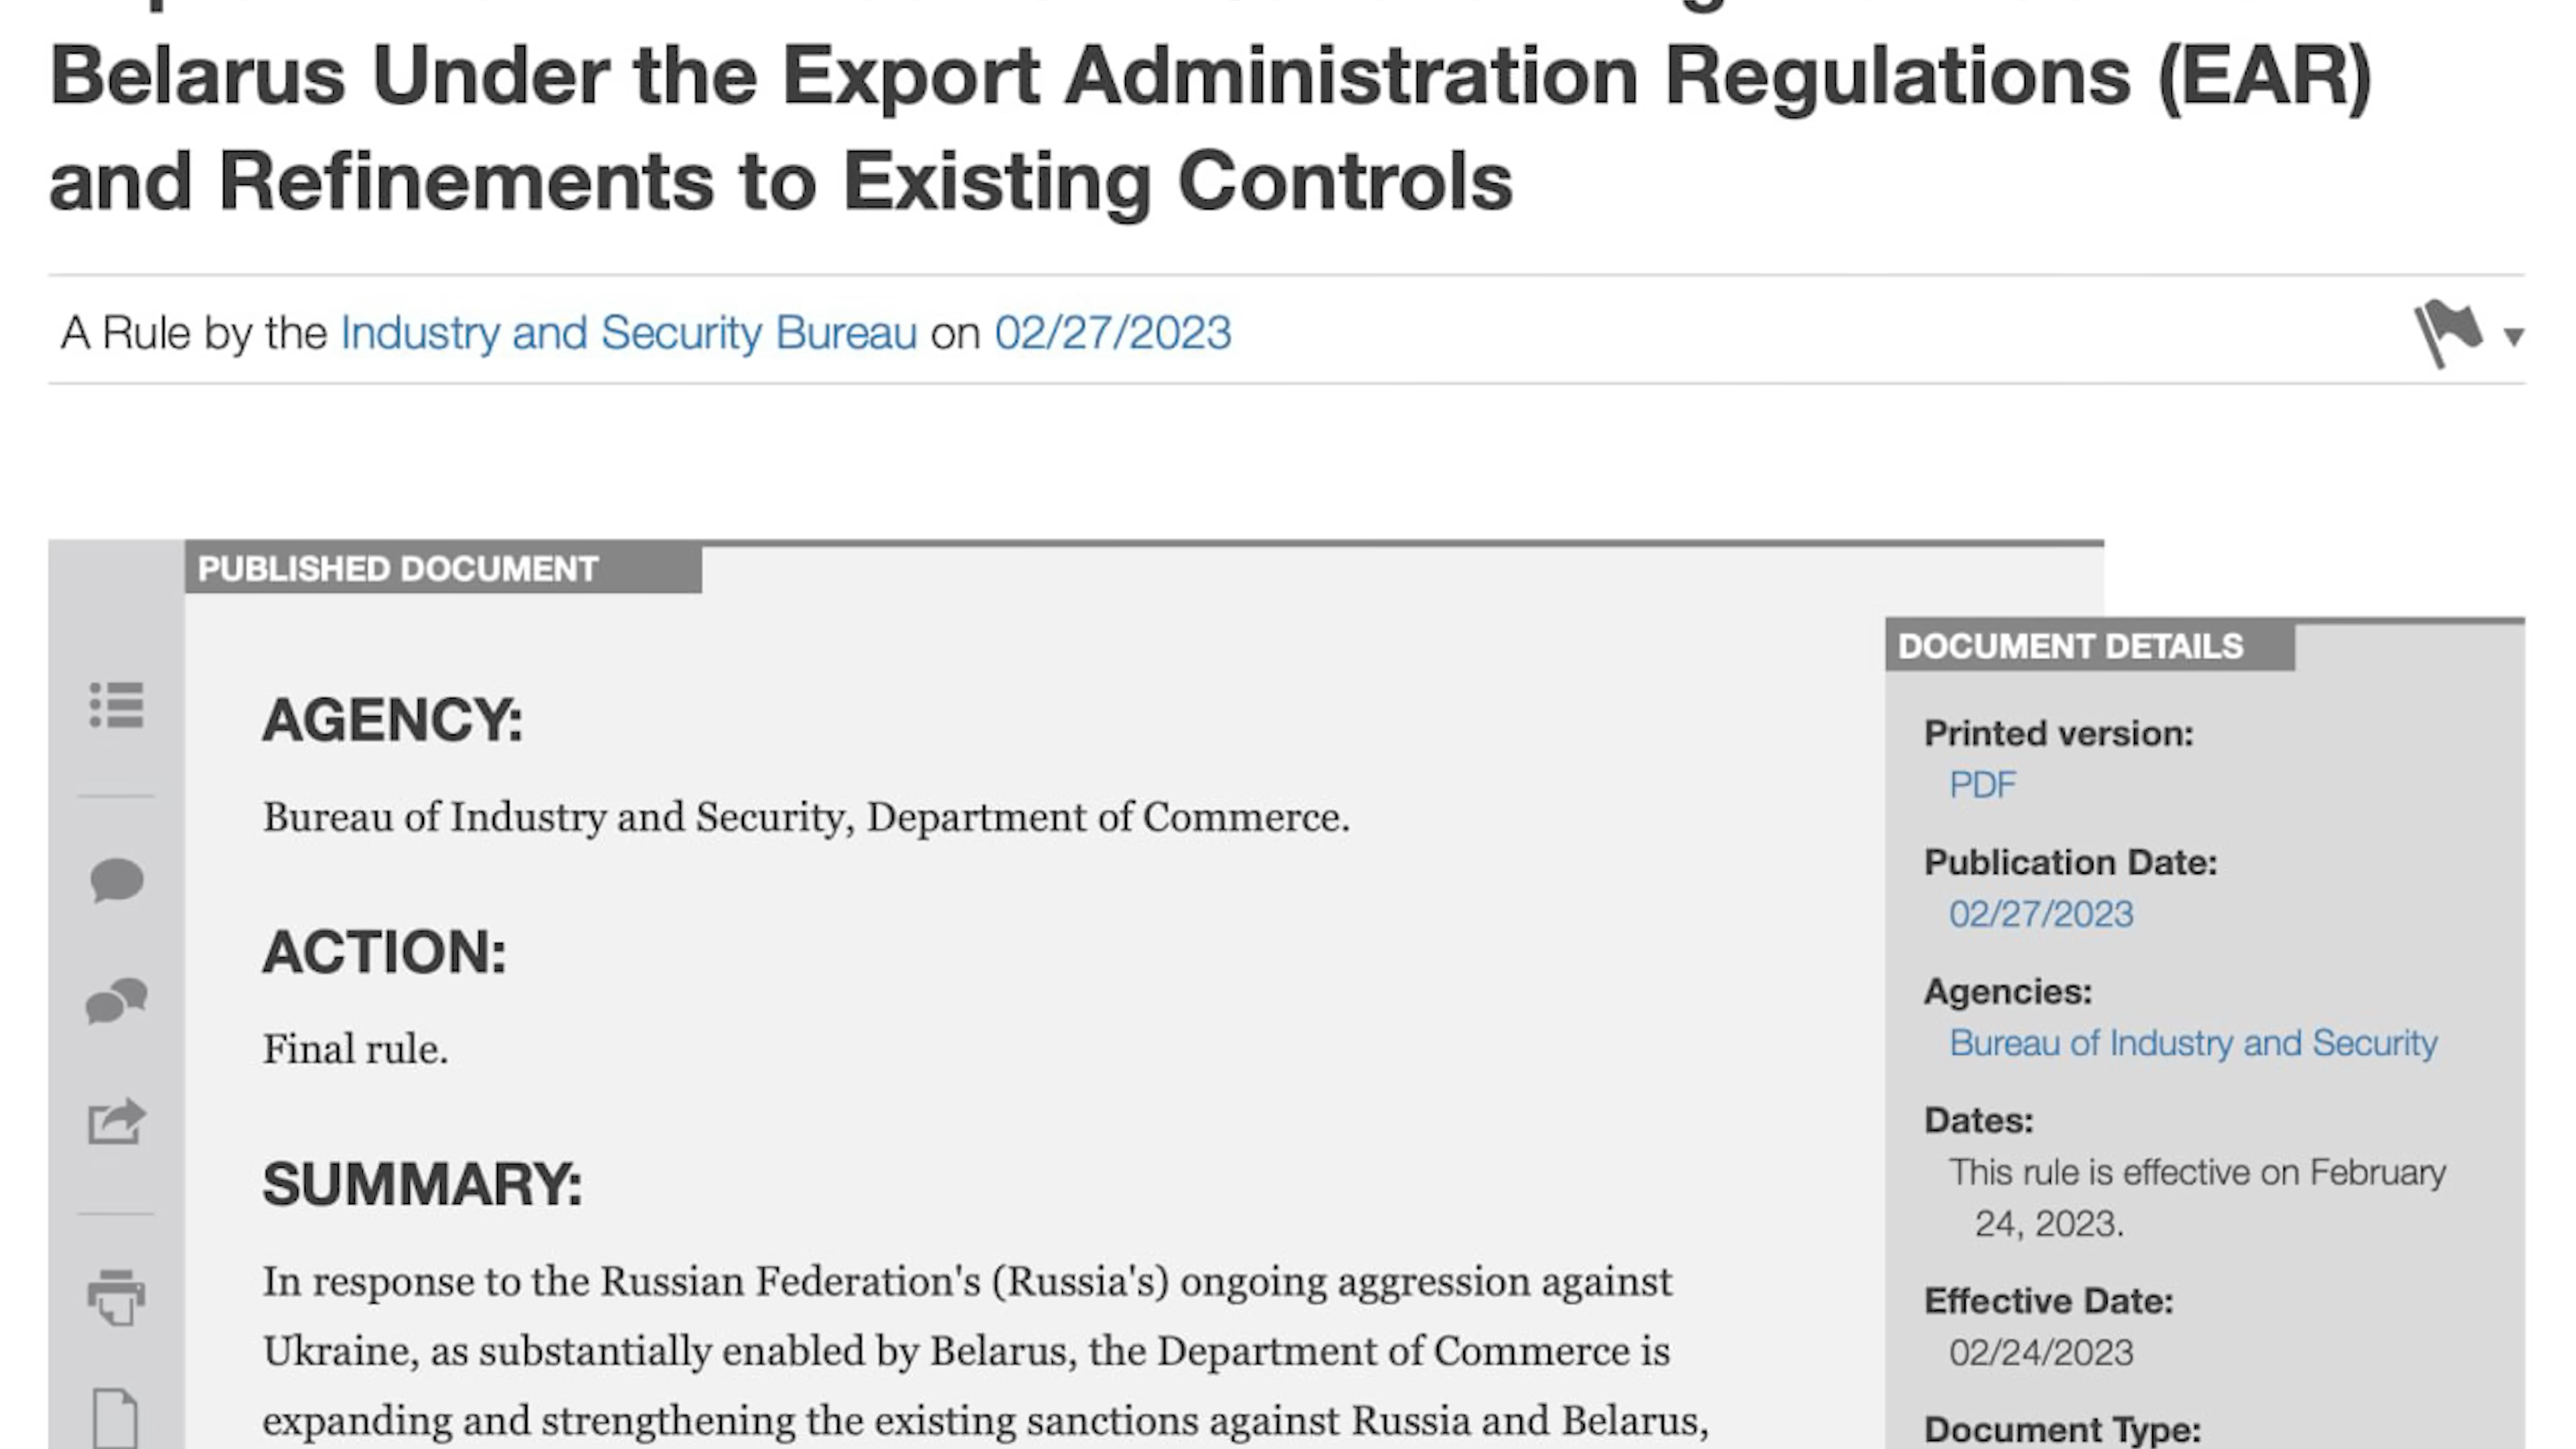 Belarus Under the Export Administration Regulations (EAR)
and Refinements to Existing Controls
A Rule by the Industry and Security Bureau on 02/27/2023
PUBLISHED DOCUMENT
AGENCY:
Bureau of Industry and Security, Department of Commerce.
ACTION:
Final rule.
SUMMARY:
In response to the Russian Federation's (Russia's) ongoing aggression against
Ukraine, as substantially enabled by Belarus, the Department of Commerce is
expanding and strengthening the existing sanctions against Russia and Belarus,
DOCUMENT DETAILS
Printed version:
PDF
Publication Date:
02/27/2023
Agencies:
Bureau of Industry and Security
Dates:
This rule is effective on February
24, 2023.
Effective Date:
02/24/2023
Document Type: